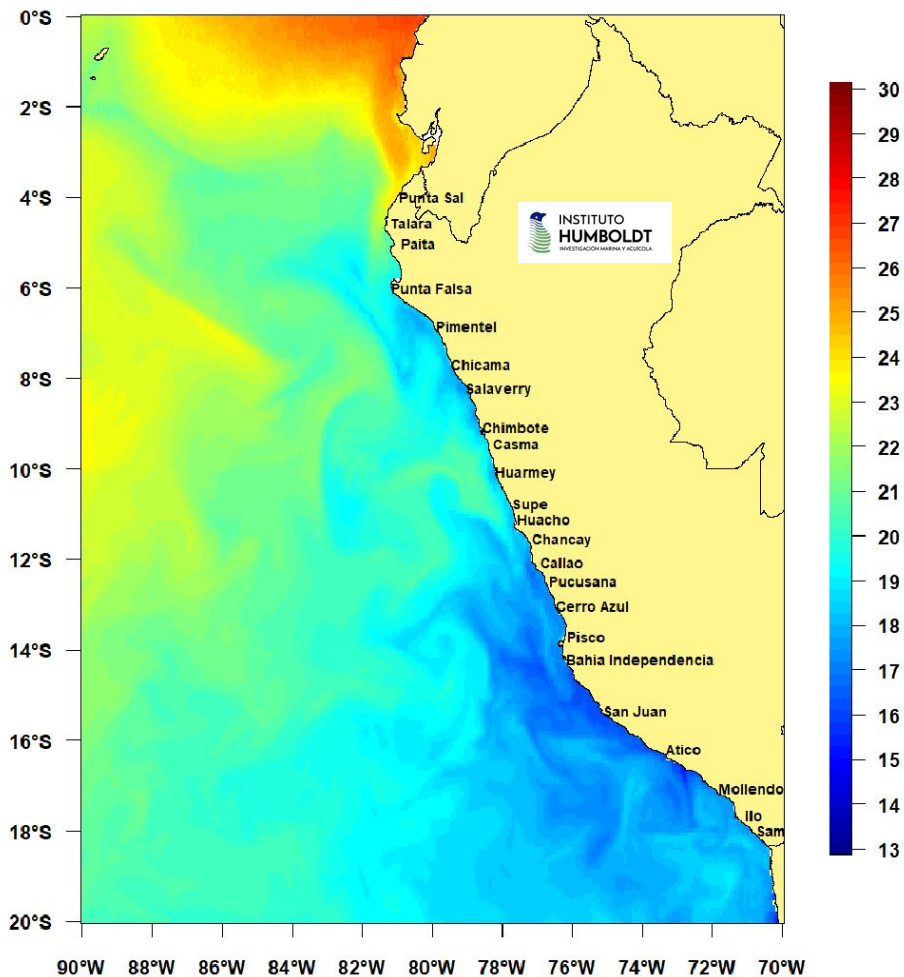 0°S
2°S
4°S
6°S
8°S
10°S
12°S
14°S
16°S
18°S
20°S
Punta Sal
Talara
Paita
Punta Falsa
Pimentel
Chicama
Salaverry
Chimbote
Casma
Huarmey
Supe
Huacho
Chancay
Callao
Pucusana
Cerro Azul
Pisco
Bahia Independencia
San Juan
Atico
Mollendo
Ilo
Sam
INSTITUTO
HUMBOLDT
INVESTIGACIÓN MARINA Y ACUÍCOLA
30
29
28
27
26
25
24
23
22
21
20
19
18
17
16
15
14
13
90°W 88°W 86°W 84°W 82°W 80°W 78°W 76°W 74°W 72°W 70°W